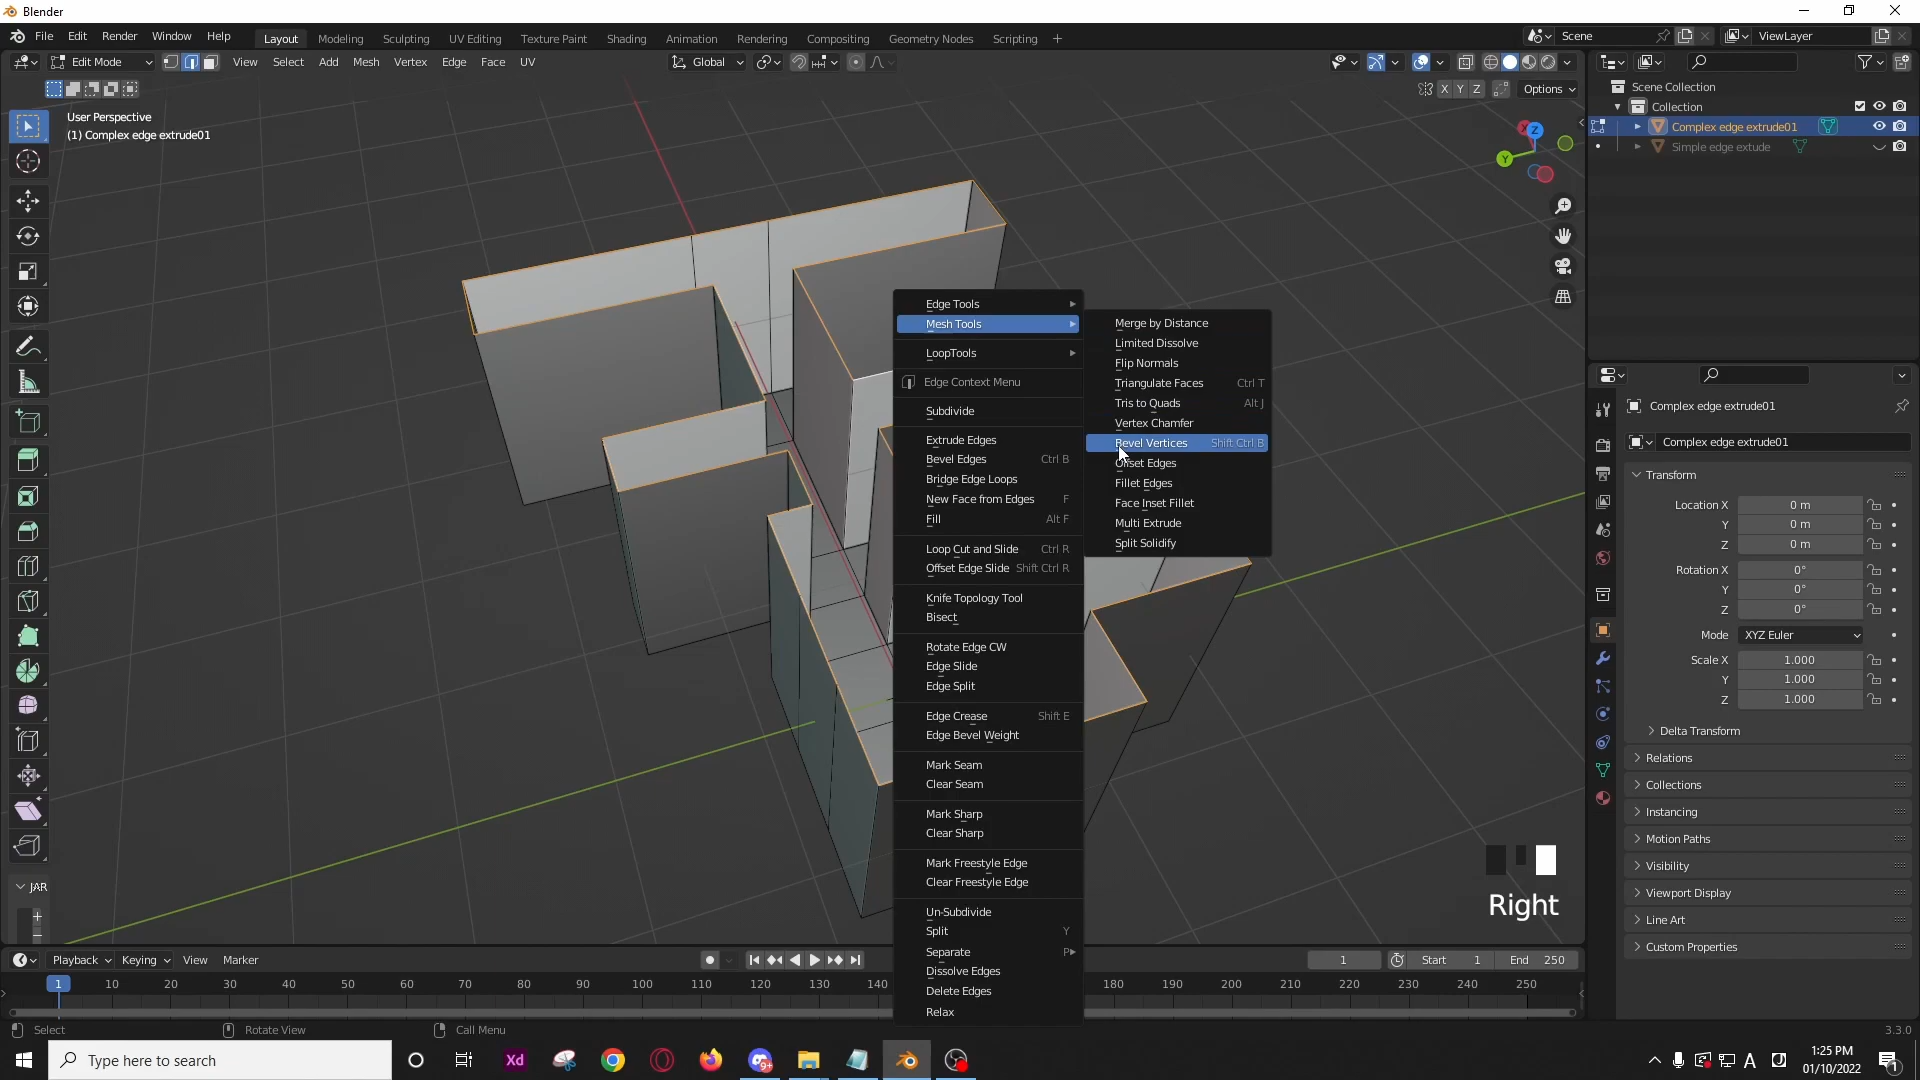 Blender
File Edit Render Window Help
Layout Modeling Sculpting UV Editing Texture Paint Shading Animation Rendering Compositing Geometry Nodes Scripting +
Scene
ViewLayer
Edit Mode View Select Add Mesh Vertex Edge Face UV
Global
X Y Z Options
User Perspective
(1) Complex edge extrude01
Z
X
Y
Scene Collection
Collection
Complex edge extrude01
Simple edge extude
Edge Tools
Mesh Tools
LoopTools
Edge Context Menu
Subdivide
Extrude Edges
Bevel Edges Ctrl B
Bridge Edge Loops
New Face from Edges F
Fill Alt F
Loop Cut and Slide Ctrl R
Offset Edge Slide Shift Ctrl R
Knife Topology Tool
Bisect
Rotate Edge CW
Edge Slide
Edge Split
Edge Crease Shift E
Edge Bevel Weight
Mark Seam
Clear Seam
Mark Sharp
Clear Sharp
Mark Freestyle Edge
Clear Freestyle Edge
Un-Subdivide
Split Y
Separate P
Dissolve Edges
Delete Edges
Relax
Merge by Distance
Limited Dissolve
Flip Normals
Triangulate Faces Ctrl T
Tris to Quads Alt J
Vertex Chamfer
Bevel Vertices Shift Ctrl B
Offset Edges
Fillet Edges
Face Inset Fillet
Multi Extrude
Split Solidify
Complex edge extrude01
Complex edge extrude01
Transform
Location X 0 m
Y 0 m
Z 0 m
Rotation X 0°
Y 0°
Z 0°
Mode XYZ Euler
Scale X 1.000
Y 1.000
Z 1.000
Delta Transform
Relations
Collections
Instancing
Motion Paths
Visibility
Viewport Display
Line Art
Custom Properties
JAR
Right
Playback Keying View Marker
1 Start 1 End 250
1 10 20 30 40 50 60 70 80 90 100 110 120 130 140 180 190 200 210 220 230 240 250
Select Rotate View Call Menu
3.3.0
Type here to search
Xd
9+
A
1:25 PM
01/10/2022
1